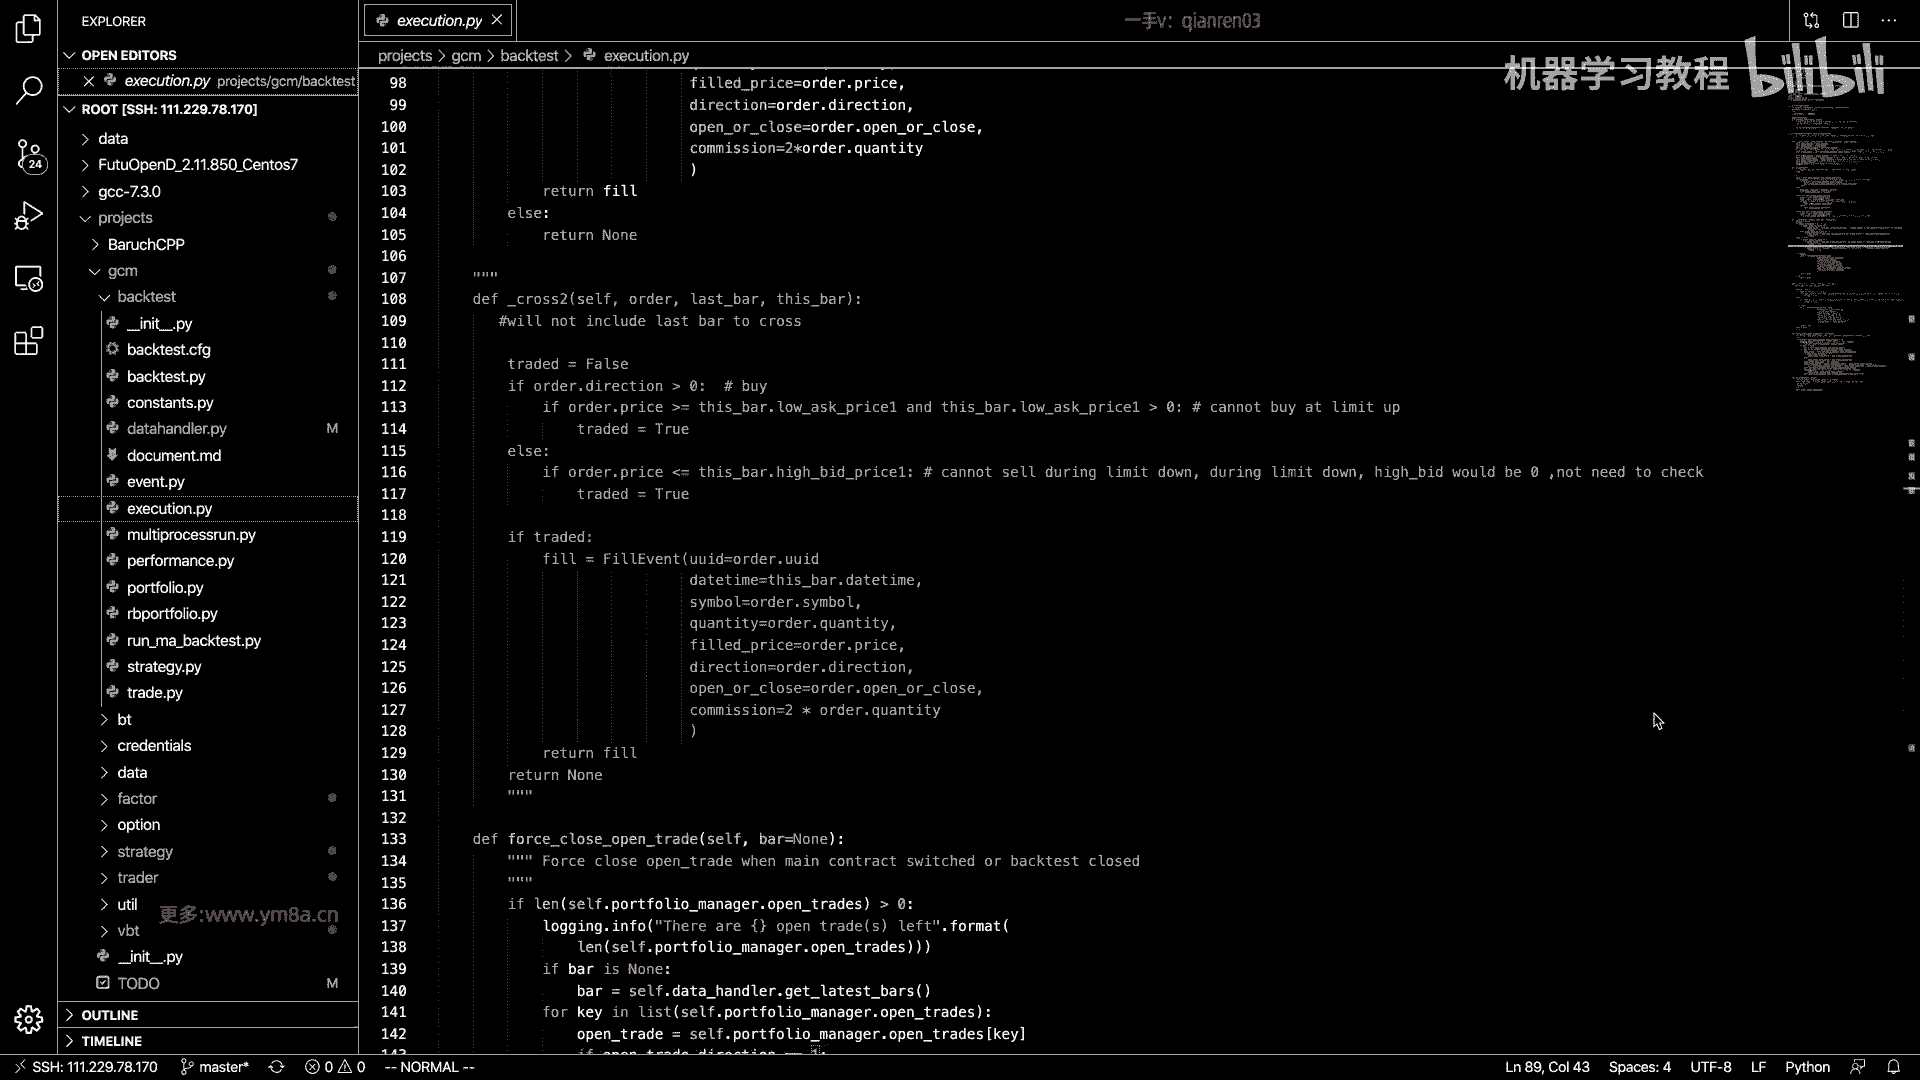 EXPLORER
OPEN EDITORS
execution.py projects/gcm/backtest
ROOT [SSH: 111.229.78.170]
data
FutuOpenD_2.11.850_Centos7
gcc-7.3.0
projects
BaruchCPP
gcm
backtest
__init__.py
backtest.cfg
backtest.py
constants.py
datahandler.py M
document.md
event.py
execution.py
multiprocessrun.py
performance.py
portfolio.py
rbportfolio.py
run_ma_backtest.py
strategy.py
trade.py
bt
credentials
data
factor
option
strategy
trader
util
vbt
__init__.py
TODO M
OUTLINE
TIMELINE
24
更多:www.ym8a.cn
execution.py
一手v：qianren03
projects > gcm > backtest > execution.py
机器学习教程 bilibili
98 filled_price=order.price,
99 direction=order.direction,
100 open_or_close=order.open_or_close,
101 commission=2*order.quantity
102 )
103 return fill
104 else:
105 return None
106
107 """
108 def _cross2(self, order, last_bar, this_bar):
109 #will not include last bar to cross
110
111 traded = False
112 if order.direction > 0:  # buy
113 if order.price >= this_bar.low_ask_price1 and this_bar.low_ask_price1 > 0: # cannot buy at limit up
114 traded = True
115 else:
116 if order.price <= this_bar.high_bid_price1: # cannot sell during limit down, during limit down, high_bid would be 0 ,not need to check
117 traded = True
118
119 if traded:
120 fill = FillEvent(uuid=order.uuid
121 datetime=this_bar.datetime,
122 symbol=order.symbol,
123 quantity=order.quantity,
124 filled_price=order.price,
125 direction=order.direction,
126 open_or_close=order.open_or_close,
127 commission=2 * order.quantity
128 )
129 return fill
130 return None
131 """
132
133 def force_close_open_trade(self, bar=None):
134 """ Force close open_trade when main contract switched or backtest closed
135 """
136 if len(self.portfolio_manager.open_trades) > 0:
137 logging.info("There are {} open trade(s) left".format(
138 len(self.portfolio_manager.open_trades)))
139 if bar is None:
140 bar = self.data_handler.get_latest_bars()
141 for key in list(self.portfolio_manager.open_trades):
142 open_trade = self.portfolio_manager.open_trades[key]
143 if open_trade.direction == 1:
SSH: 111.229.78.170 master* 0 0 -- NORMAL -- Ln 89, Col 43 Spaces: 4 UTF-8 LF Python